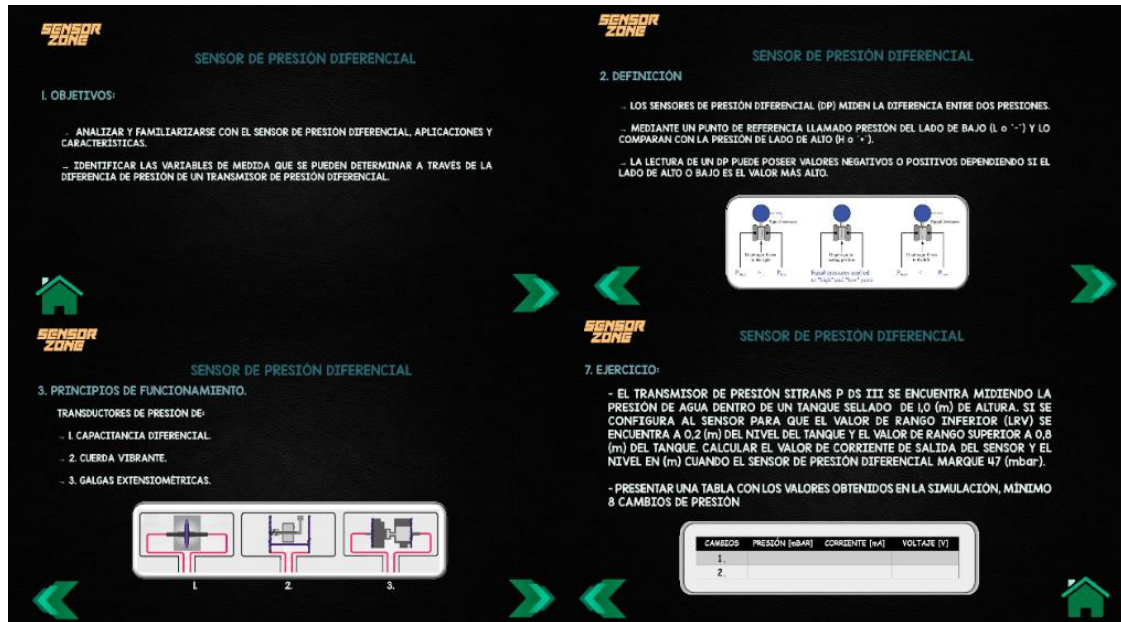 SENSOR
ZONE
SENSOR DE PRESIÓN DIFERENCIAL
1. OBJETIVOS:
→ ANALIZAR Y FAMILIARIZARSE CON EL SENSOR DE PRESIÓN DIFERENCIAL, APLICACIONES Y
CARACTERÍSTICAS.
→ IDENTIFICAR LAS VARIABLES DE MEDIDA QUE SE PUEDEN DETERMINAR A TRAVÉS DE LA
DIFERENCIA DE PRESIÓN DE UN TRANSMISOR DE PRESIÓN DIFERENCIAL.
SENSOR
ZONE
SENSOR DE PRESIÓN DIFERENCIAL
2. DEFINICIÓN
→ LOS SENSORES DE PRESIÓN DIFERENCIAL (DP) MIDEN LA DIFERENCIA ENTRE DOS PRESIONES.
→ MEDIANTE UN PUNTO DE REFERENCIA LLAMADO PRESIÓN DEL LADO DE BAJO (L o "-") Y LO
COMPARAN CON LA PRESIÓN DE LADO DE ALTO (H o "+").
→ LA LECTURA DE UN DP PUEDE POSEER VALORES NEGATIVOS O POSITIVOS DEPENDIENDO SI EL
LADO DE ALTO O BAJO ES EL VALOR MÁS ALTO.
Equal pressures applied
to "high" and "low" ports
SENSOR
ZONE
SENSOR DE PRESIÓN DIFERENCIAL
3. PRINCIPIOS DE FUNCIONAMIENTO.
TRANSDUCTORES DE PRESIÓN DE:
→ 1. CAPACITANCIA DIFERENCIAL.
→ 2. CUERDA VIBRANTE.
→ 3. GALGAS EXTENSIOMÉTRICAS.
1. 2. 3.
SENSOR
ZONE
SENSOR DE PRESIÓN DIFERENCIAL
7. EJERCICIO:
- EL TRANSMISOR DE PRESIÓN SITRANS P DS III SE ENCUENTRA MIDIENDO LA
PRESIÓN DE AGUA DENTRO DE UN TANQUE SELLADO DE 1,0 (m) DE ALTURA. SI SE
CONFIGURA AL SENSOR PARA QUE EL VALOR DE RANGO INFERIOR (LRV) SE
ENCUENTRA A 0,2 (m) DEL NIVEL DEL TANQUE Y EL VALOR DE RANGO SUPERIOR A 0,8
(m) DEL TANQUE. CALCULAR EL VALOR DE CORRIENTE DE SALIDA DEL SENSOR Y EL
NIVEL EN (m) CUANDO EL SENSOR DE PRESIÓN DIFERENCIAL MARQUE 47 (mbar).
- PRESENTAR UNA TABLA CON LOS VALORES OBTENIDOS EN LA SIMULACIÓN, MÍNIMO
8 CAMBIOS DE PRESIÓN
CAMBIOS PRESIÓN [mBAR] CORRIENTE [mA] VOLTAJE [V]
1.
2.